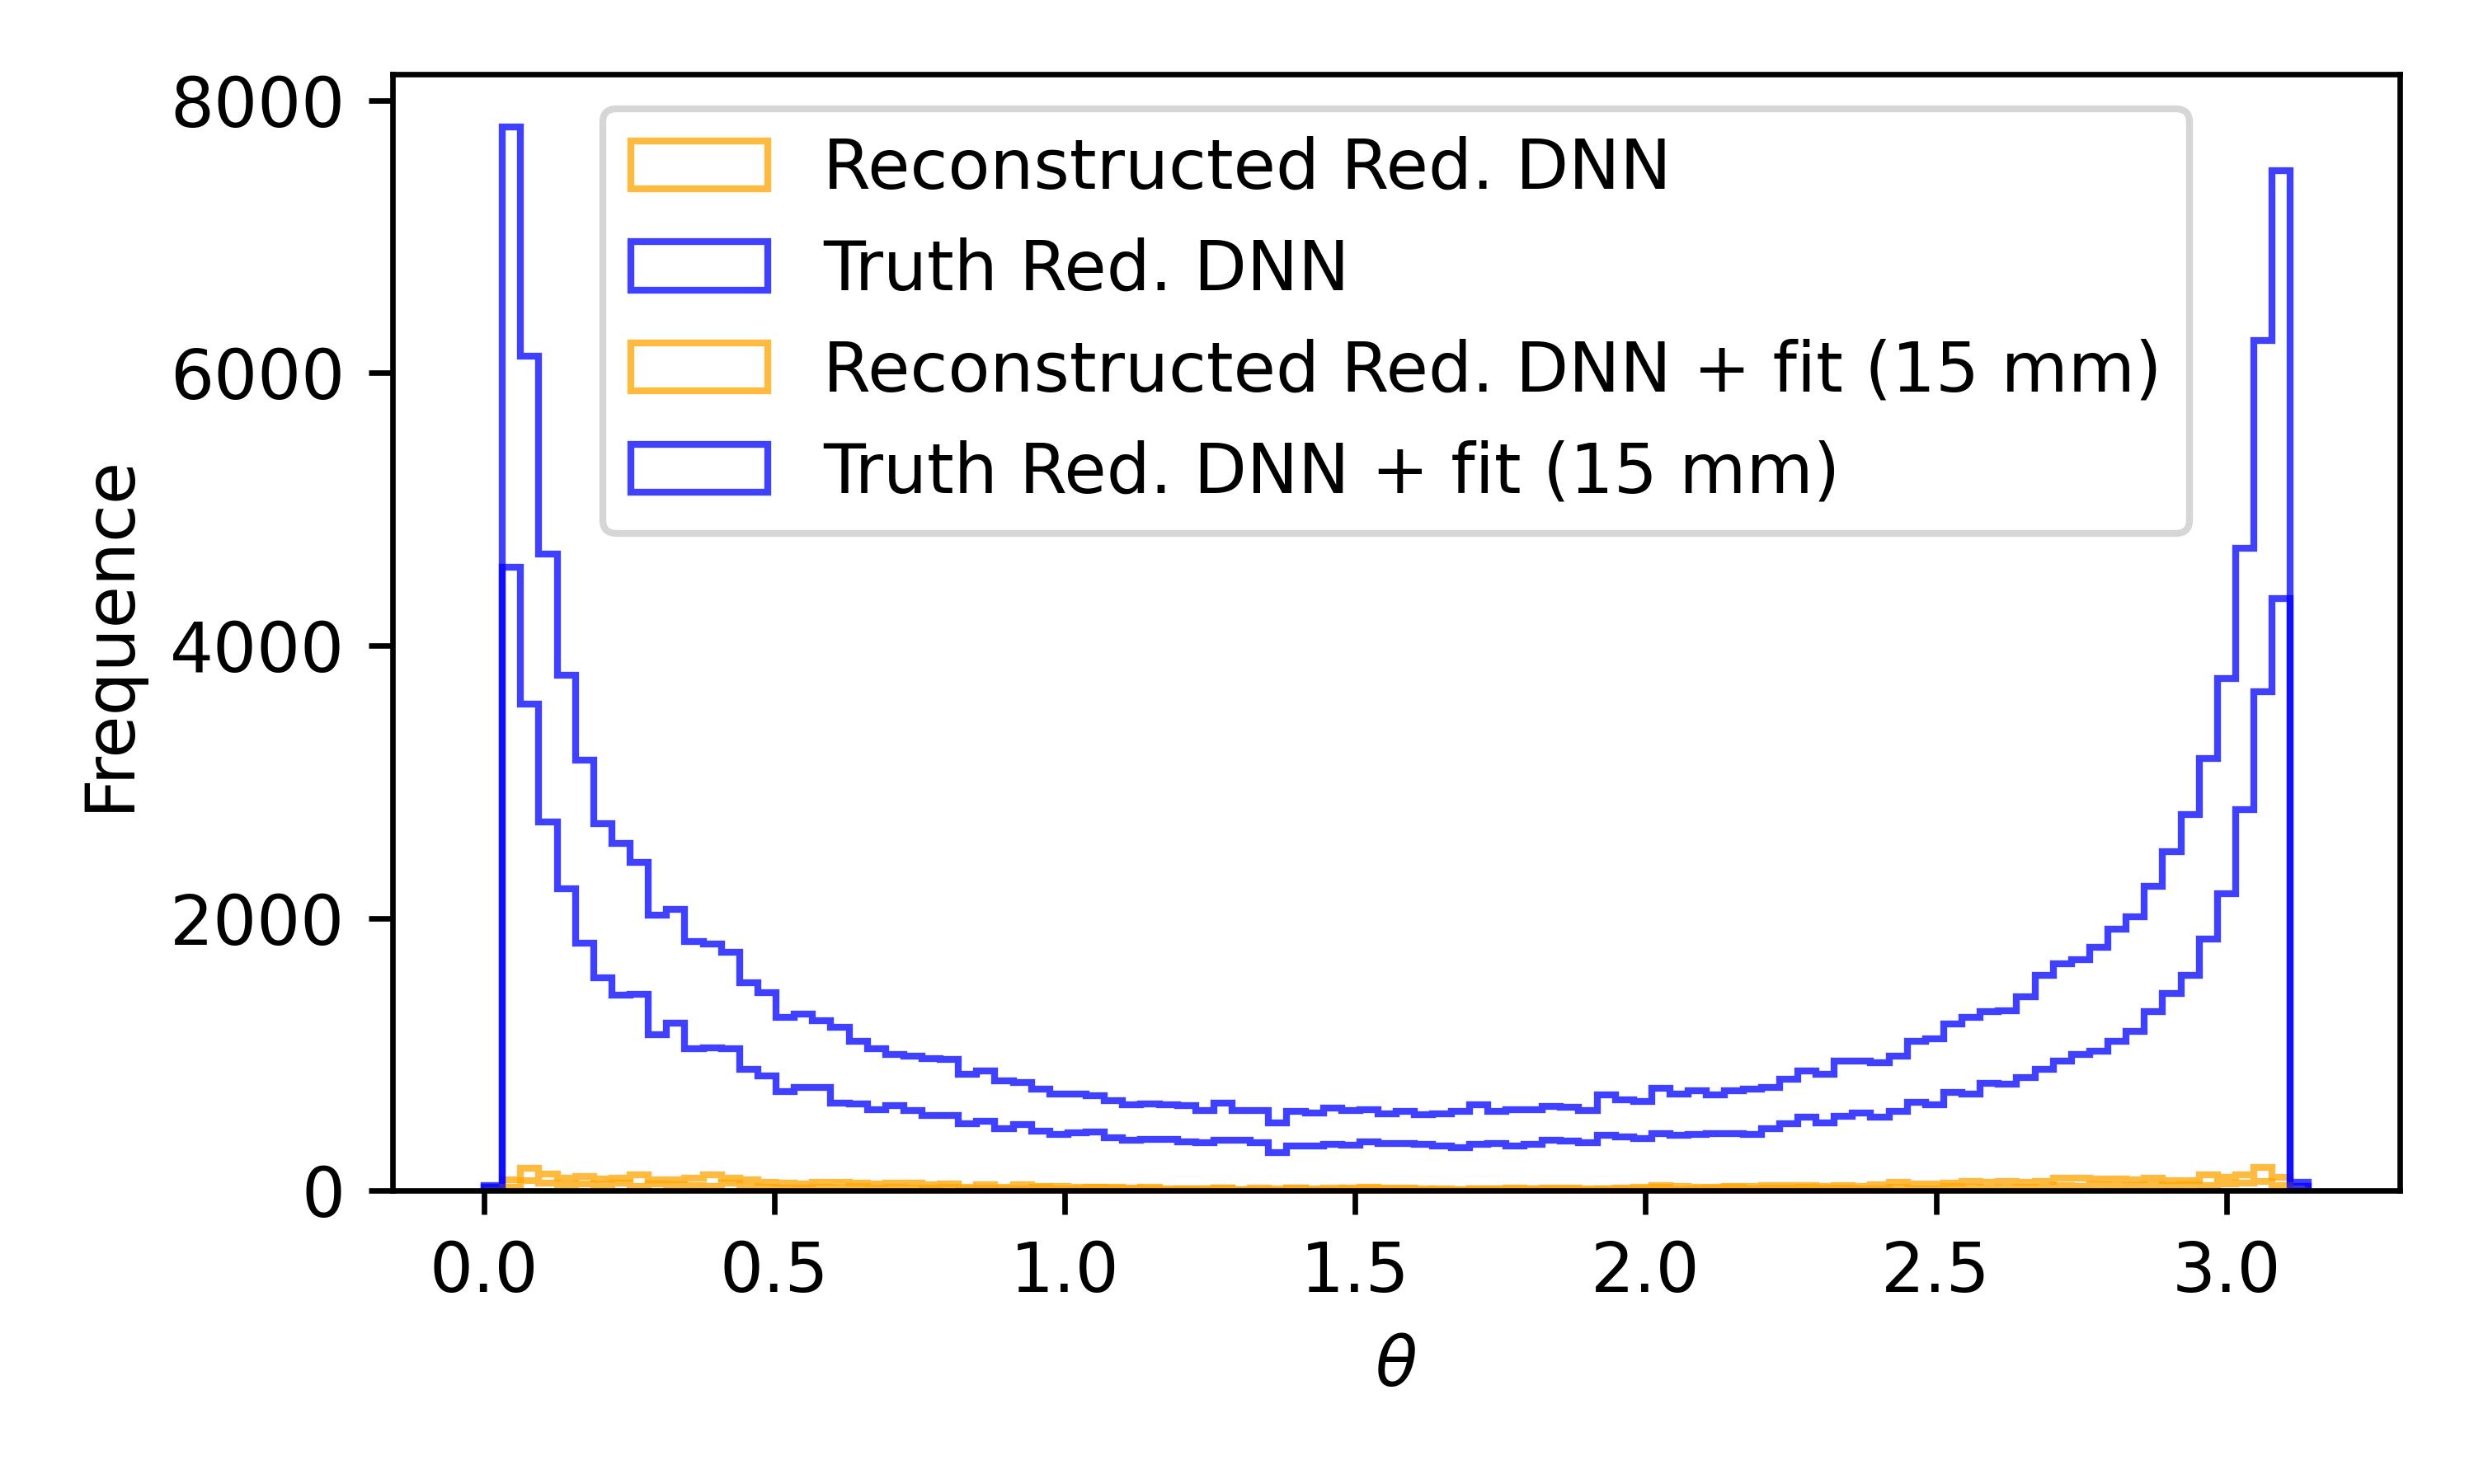 8000
6000
4000
2000
0
Frequence
Reconstructed Red. DNN
Truth Red. DNN
Reconstructed Red. DNN + fit (15 mm)
Truth Red. DNN + fit (15 mm)
0.0 0.5 1.0 1.5 2.0 2.5 3.0
θ